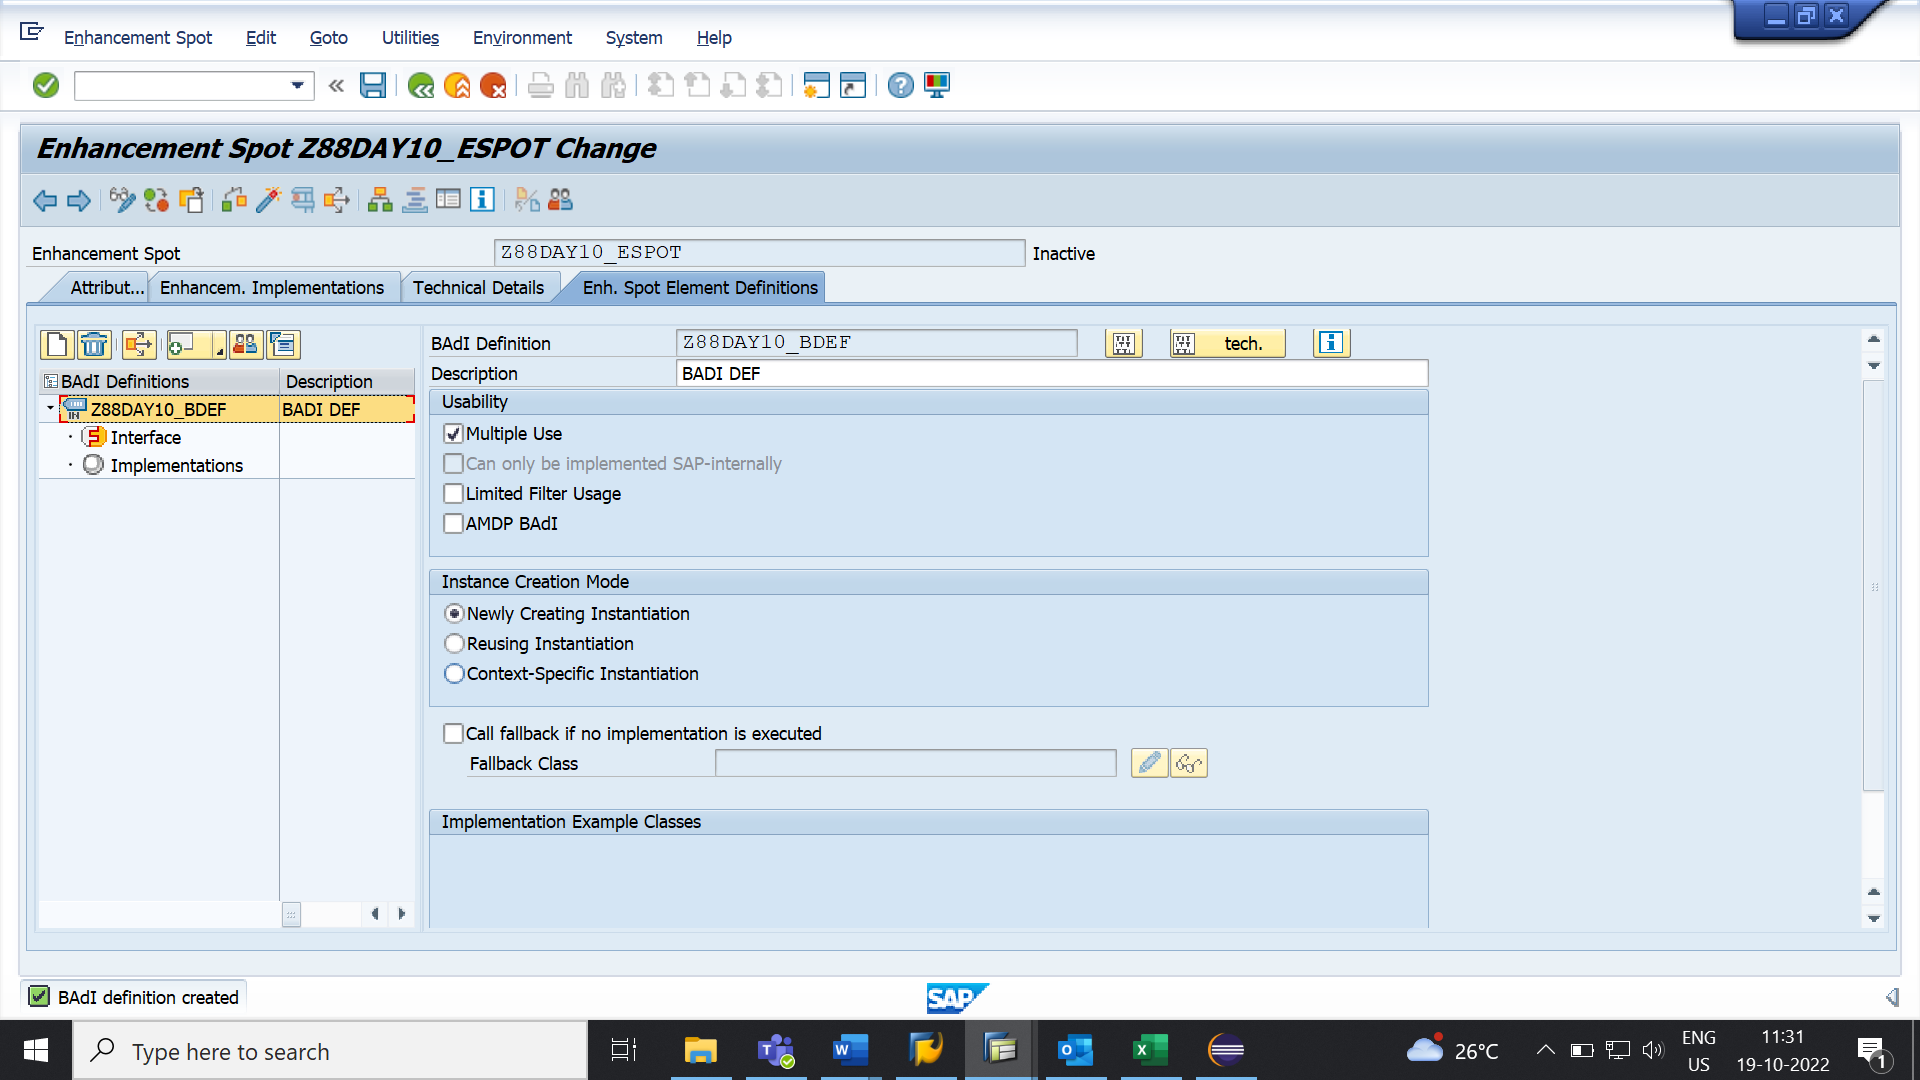 Enhancement Spot Edit Goto Utilities Environment System Help
Enhancement Spot Z88DAY10_ESPOT Change
Enhancement Spot Z88DAY10_ESPOT Inactive
Attribut... Enhancem. Implementations Technical Details Enh. Spot Element Definitions
BAdI Definition Z88DAY10_BDEF tech.
Description BADI DEF
BAdI Definitions Description
Z88DAY10_BDEF BADI DEF
Interface
Implementations
Usability
Multiple Use
Can only be implemented SAP-internally
Limited Filter Usage
AMDP BAdI
Instance Creation Mode
Newly Creating Instantiation
Reusing Instantiation
Context-Specific Instantiation
Call fallback if no implementation is executed
Fallback Class
Implementation Example Classes
BAdI definition created
SAP
Type here to search
26°C
ENG
US
11:31
19-10-2022
1